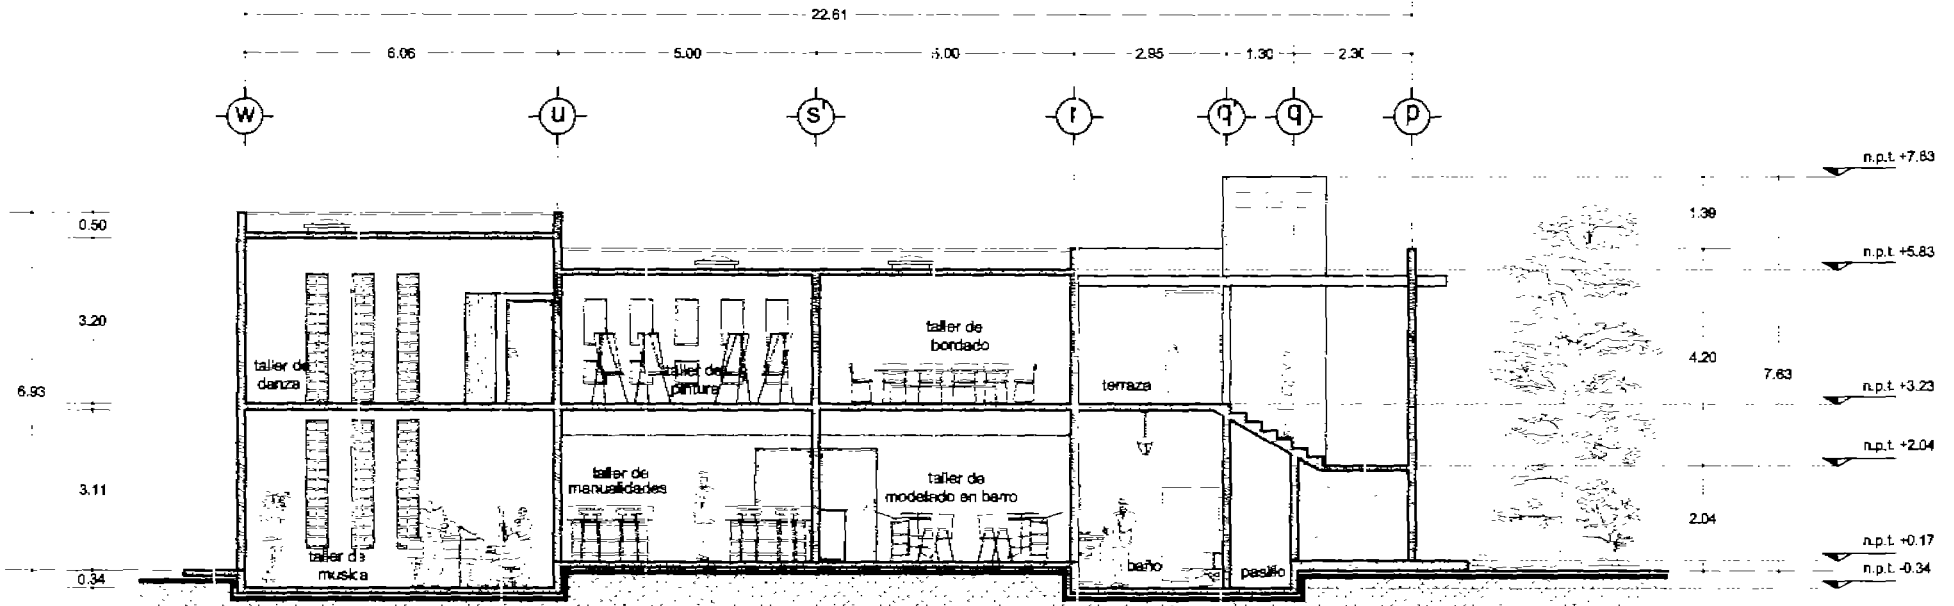 22.61
6.06 5.00 5.00 2.95 1.30 2.30
w u s' r q' q p
n.p.t. +7.63
0.50
1.39
n.p.t. +5.83
3.20
taller de
bordado
taller de
danza
taller de
pintura
terraza
4.20
7.63
6.93
n.p.t. +3.23
n.p.t. +2.04
3.11
taller de
manualidades
taller de
modelado en barro
2.04
n.p.t. +0.17
taller de
musica
baño
pasillo
n.p.t. -0.34
0.34